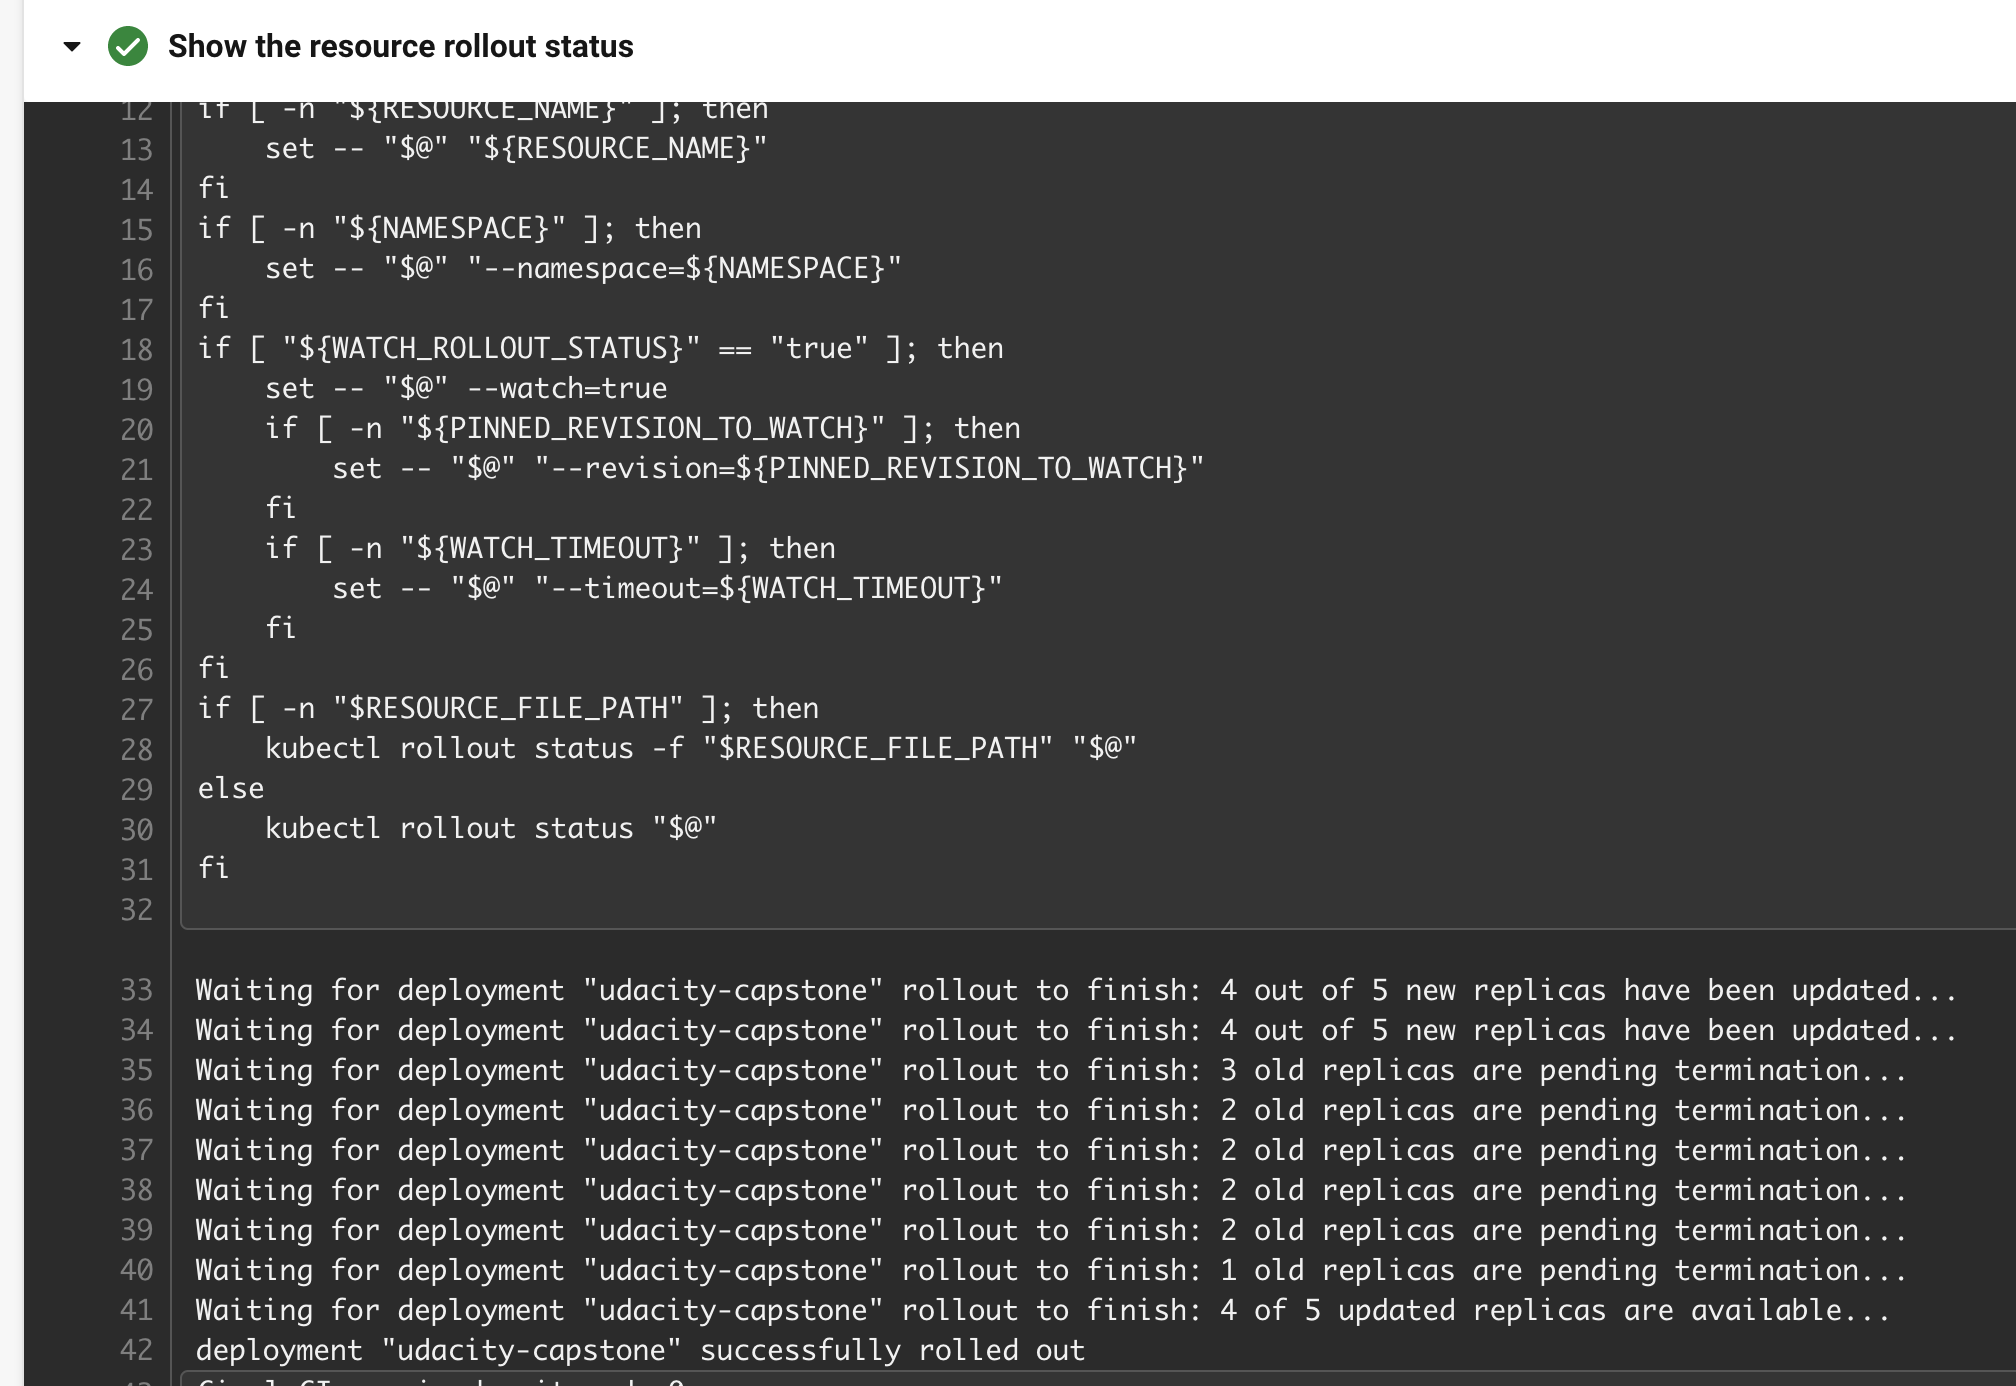 Show the resource rollout status
12 if [ -n "${RESOURCE_NAME}" ]; then
13     set -- "$@" "${RESOURCE_NAME}"
14 fi
15 if [ -n "${NAMESPACE}" ]; then
16     set -- "$@" "--namespace=${NAMESPACE}"
17 fi
18 if [ "${WATCH_ROLLOUT_STATUS}" == "true" ]; then
19     set -- "$@" --watch=true
20     if [ -n "${PINNED_REVISION_TO_WATCH}" ]; then
21         set -- "$@" "--revision=${PINNED_REVISION_TO_WATCH}"
22     fi
23     if [ -n "${WATCH_TIMEOUT}" ]; then
24         set -- "$@" "--timeout=${WATCH_TIMEOUT}"
25     fi
26 fi
27 if [ -n "$RESOURCE_FILE_PATH" ]; then
28     kubectl rollout status -f "$RESOURCE_FILE_PATH" "$@"
29 else
30     kubectl rollout status "$@"
31 fi
32
33 Waiting for deployment "udacity-capstone" rollout to finish: 4 out of 5 new replicas have been updated...
34 Waiting for deployment "udacity-capstone" rollout to finish: 4 out of 5 new replicas have been updated...
35 Waiting for deployment "udacity-capstone" rollout to finish: 3 old replicas are pending termination...
36 Waiting for deployment "udacity-capstone" rollout to finish: 2 old replicas are pending termination...
37 Waiting for deployment "udacity-capstone" rollout to finish: 2 old replicas are pending termination...
38 Waiting for deployment "udacity-capstone" rollout to finish: 2 old replicas are pending termination...
39 Waiting for deployment "udacity-capstone" rollout to finish: 2 old replicas are pending termination...
40 Waiting for deployment "udacity-capstone" rollout to finish: 1 old replicas are pending termination...
41 Waiting for deployment "udacity-capstone" rollout to finish: 4 of 5 updated replicas are available...
42 deployment "udacity-capstone" successfully rolled out